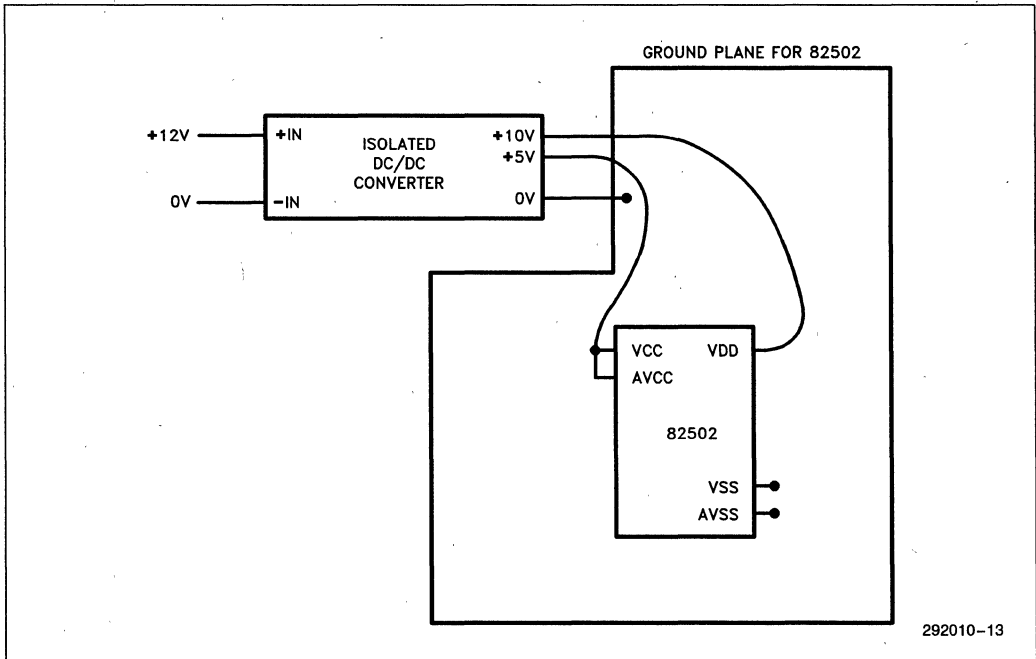 GROUND PLANE FOR 82502
+12V
+IN
ISOLATED
DC/DC
CONVERTER
+10V
+5V
0V
0V
-IN
VCC
VDD
AVCC
82502
VSS
AVSS
292010-13